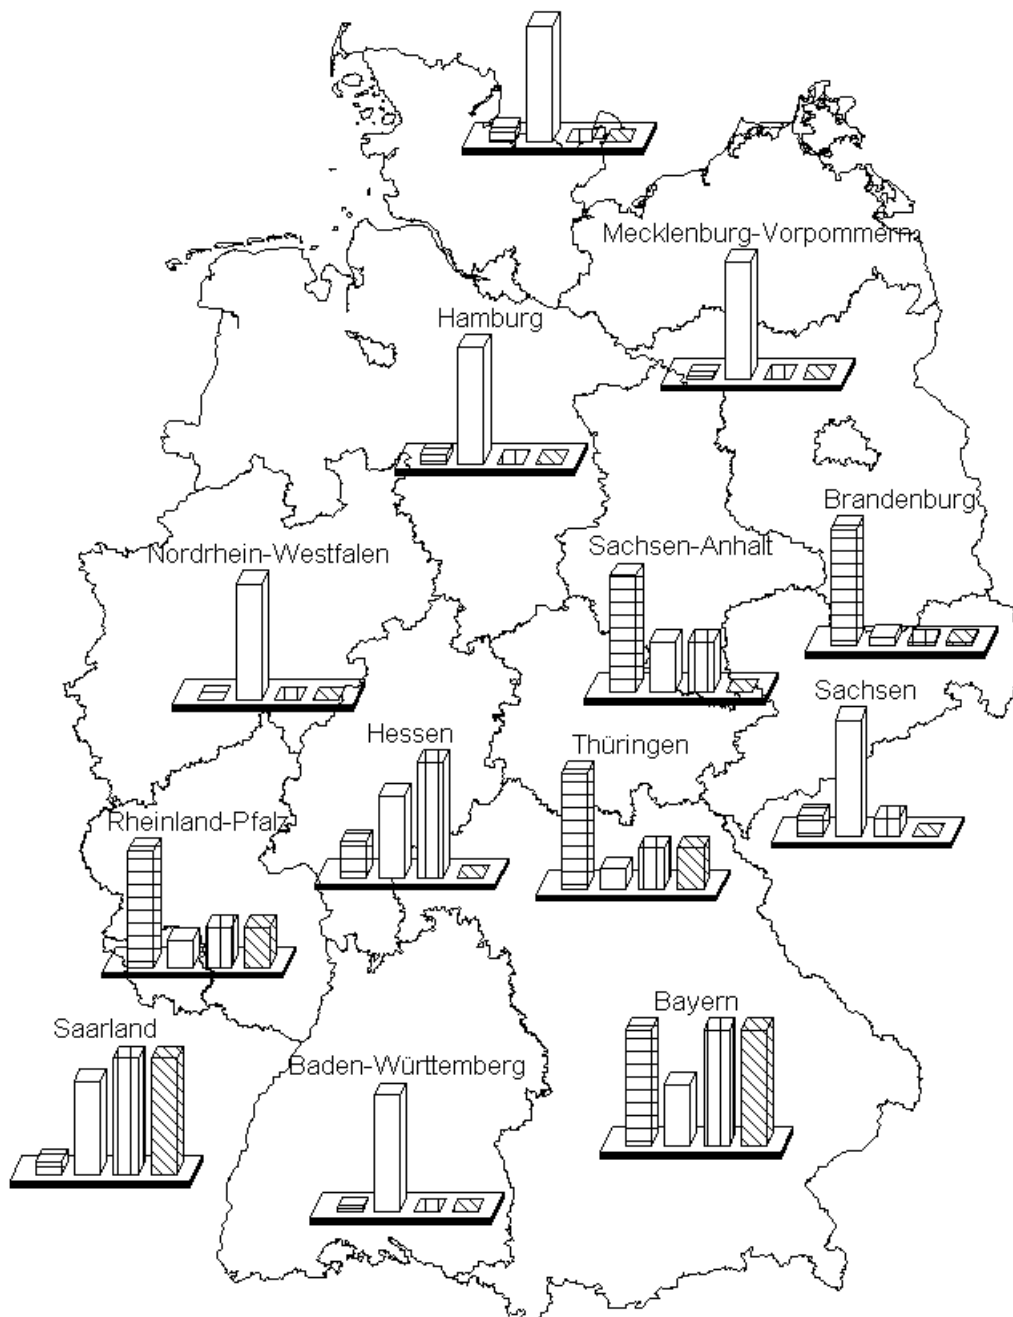 Mecklenburg-Vorpommern
Hamburg
Brandenburg
Sachsen-Anhalt
Nordrhein-Westfalen
Sachsen
Hessen
Thüringen
Rheinland-Pfalz
Bayern
Saarland
Baden-Württemberg